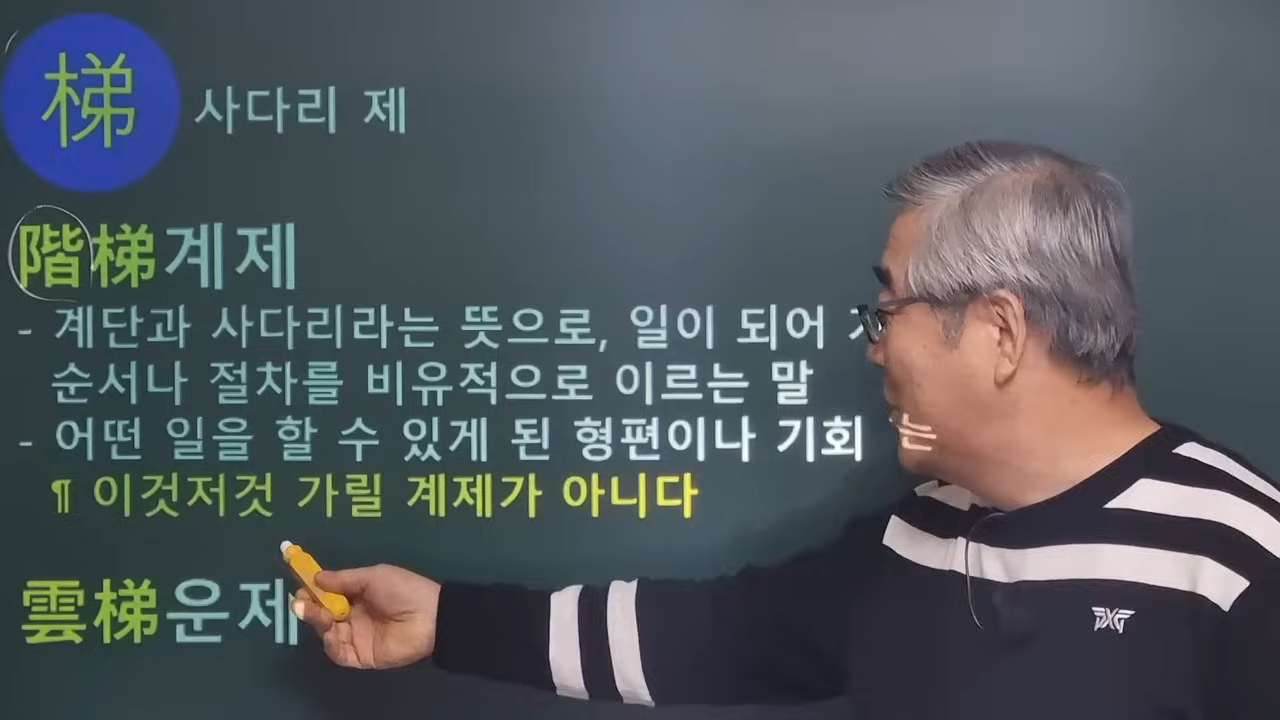 梯 사다리 제
階梯계제
- 계단과 사다리라는 뜻으로, 일이 되어
순서나 절차를 비유적으로 이르는 말
- 어떤 일을 할 수 있게 된 형편이나 기회 는
¶ 이것저것 가릴 계제가 아니다
雲梯운제
PXG